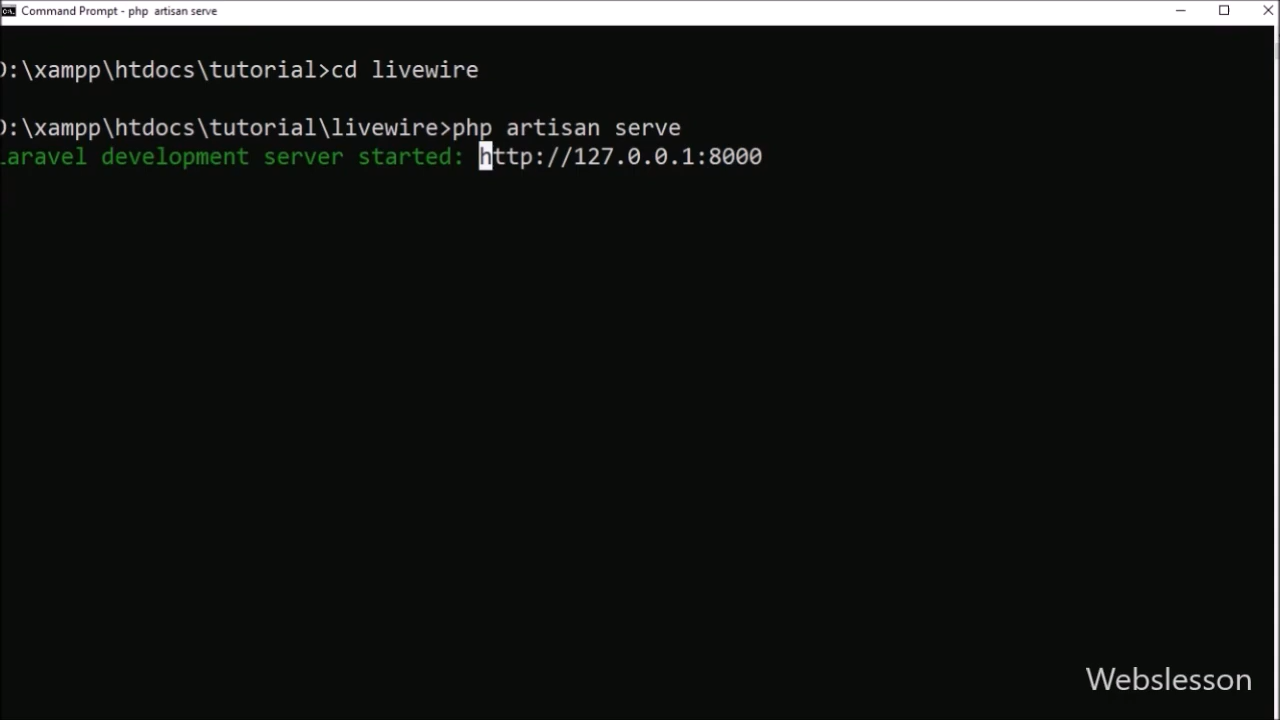 Command Prompt - php  artisan serve
D:\xampp\htdocs\tutorial>cd livewire
D:\xampp\htdocs\tutorial\livewire>php artisan serve
Laravel development server started: http://127.0.0.1:8000
Webslesson